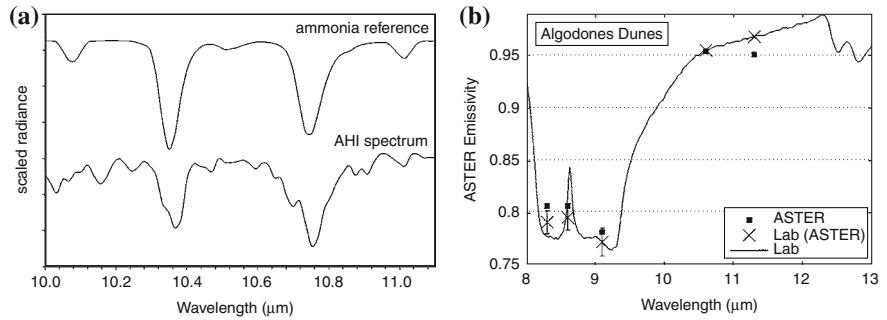 (a)
ammonia reference
AHI spectrum
scaled radiance
10.0 10.2 10.4 10.6 10.8 11.0
Wavelength (μm)
(b)
Algodones Dunes
ASTER Emissivity
0.95
0.9
0.85
0.8
0.75
ASTER
Lab (ASTER)
Lab
8 9 10 11 12 13
Wavelength (μm)